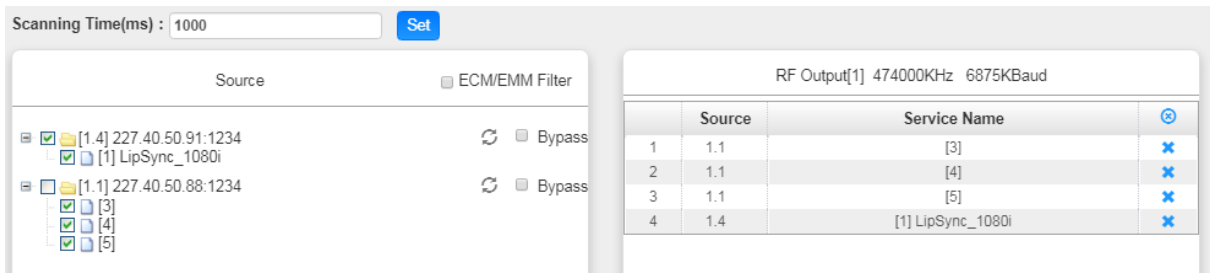 Scanning Time(ms) : 1000 Set
Source ECM/EMM Filter
[1.4] 227.40.50.91:1234 Bypass
[1] LipSync_1080i
[1.1] 227.40.50.88:1234 Bypass
[3]
[4]
[5]
RF Output[1] 474000KHz 6875KBaud
Source Service Name
1 1.1 [3]
2 1.1 [4]
3 1.1 [5]
4 1.4 [1] LipSync_1080i